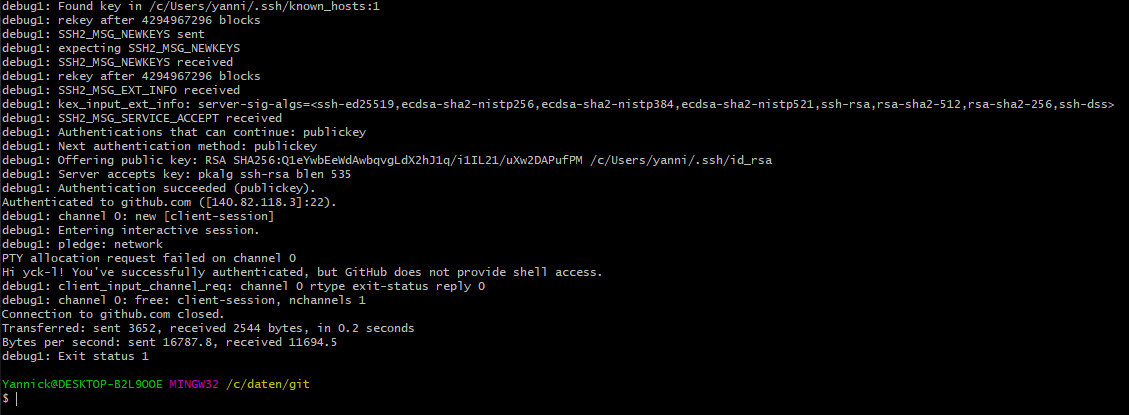 debug1: Found key in /c/Users/yanni/.ssh/known_hosts:1
debug1: rekey after 4294967296 blocks
debug1: SSH2_MSG_NEWKEYS sent
debug1: expecting SSH2_MSG_NEWKEYS
debug1: SSH2_MSG_NEWKEYS received
debug1: rekey after 4294967296 blocks
debug1: SSH2_MSG_EXT_INFO received
debug1: kex_input_ext_info: server-sig-algs=<ssh-ed25519,ecdsa-sha2-nistp256,ecdsa-sha2-nistp384,ecdsa-sha2-nistp521,ssh-rsa,rsa-sha2-512,rsa-sha2-256,ssh-dss>
debug1: SSH2_MSG_SERVICE_ACCEPT received
debug1: Authentications that can continue: publickey
debug1: Next authentication method: publickey
debug1: Offering public key: RSA SHA256:Q1eYwbEeWdAwbqvgLdX2hJ1q/i1IL21/uXw2DAPufPM /c/Users/yanni/.ssh/id_rsa
debug1: Server accepts key: pkalg ssh-rsa blen 535
debug1: Authentication succeeded (publickey).
Authenticated to github.com ([140.82.118.3]:22).
debug1: channel 0: new [client-session]
debug1: Entering interactive session.
debug1: pledge: network
PTY allocation request failed on channel 0
Hi yck-l! You've successfully authenticated, but GitHub does not provide shell access.
debug1: client_input_channel_req: channel 0 rtype exit-status reply 0
debug1: channel 0: free: client-session, nchannels 1
Connection to github.com closed.
Transferred: sent 3652, received 2544 bytes, in 0.2 seconds
Bytes per second: sent 16787.8, received 11694.5
debug1: Exit status 1
Yannick@DESKTOP-B2L9OOE MINGW32 /c/daten/git
$